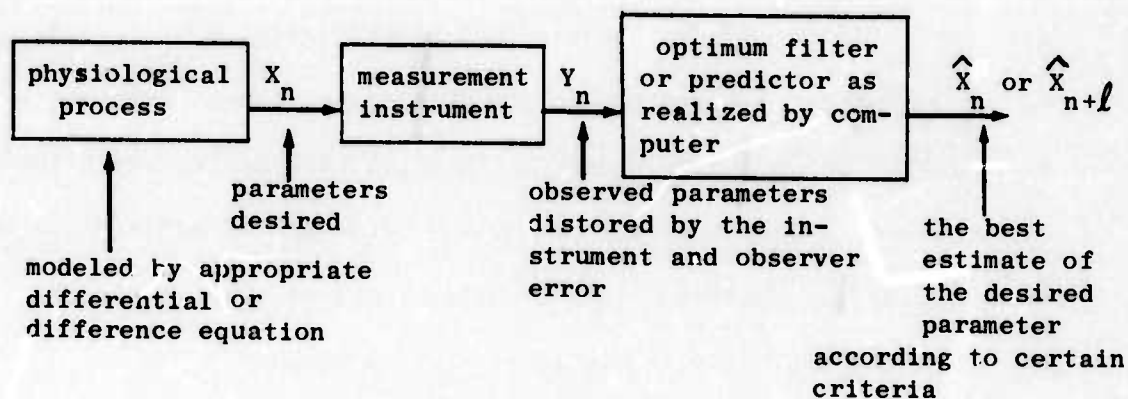 physiological
process
X
n
measurement
instrument
Y
n
optimum filter
or predictor as
realized by com-
puter
X̂n or X̂n+ℓ
parameters
desired
observed parameters
distored by the in-
strument and observer
error
the best
estimate of
the desired
parameter
according to certain
criteria
modeled by appropriate
differential or
difference equation